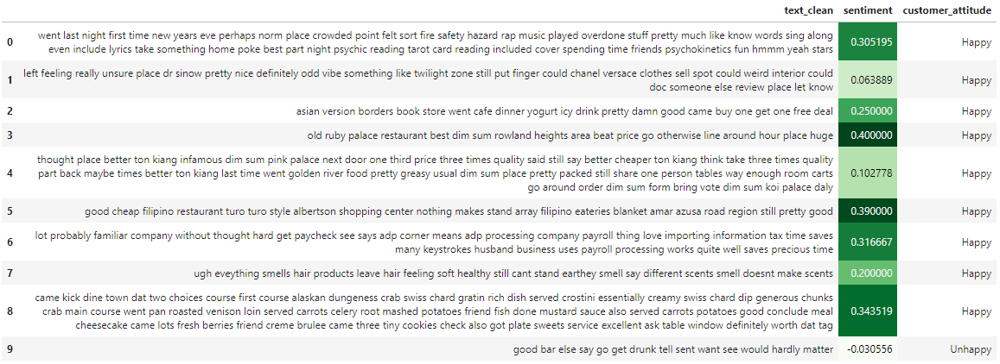 text_clean sentiment customer_attitude
0 went last night first time new years eve perhaps norm place crowded point felt sort fire safety hazard rap music played overdone stuff pretty much like know words sing along
even include lyrics take something home poke best part night psychic reading tarot card reading included cover spending time friends psychokinetics fun hmmm yeah stars 0.305195 Happy
1 left feeling really unsure place dr sinow pretty nice definitely odd vibe something like twilight zone still put finger could chanel versace clothes sell spot could weird interior could
doc someone else review place let know 0.063889 Happy
2 asian version borders book store went cafe dinner yogurt icy drink pretty damn good came buy one get one free deal 0.250000 Happy
3 old ruby palace restaurant best dim sum rowland heights area beat price go otherwise line around hour place huge 0.400000 Happy
4 thought place better ton kiang infamous dim sum pink palace next door one third price three times quality said still say better cheaper ton kiang think take three times quality
part back maybe times better ton kiang last time went golden river food pretty greasy usual dim sum place pretty packed still share one person tables way enough room carts
go around order dim sum form bring vote dim sum koi palace daly 0.102778 Happy
5 good cheap filipino restaurant turo turo style albertson shopping center nothing makes stand array filipino eateries blanket amar azusa road region still pretty good 0.390000 Happy
6 lot probably familiar company without thought hard get paycheck see says adp corner means adp processing company payroll thing love importing information tax time saves
many keystrokes husband business uses payroll processing works quite well saves precious time 0.316667 Happy
7 ugh eveything smells hair products leave hair feeling soft healthy still cant stand earthey smell say different scents smell doesnt make scents 0.200000 Happy
8 came kick dine town dat two choices course first course alaskan dungeness crab swiss chard gratin rich dish served crostini essentially creamy swiss chard dip generous chunks
crab main course went pan roasted venison loin served carrots celery root mashed potatoes friend fish done mustard sauce also served carrots potatoes good conclude meal
cheesecake came lots fresh berries friend creme brulee came three tiny cookies check also got plate sweets service excellent ask table window definitely worth dat tag 0.343519 Happy
9 good bar else say go get drunk tell sent want see would hardly matter -0.030556 Unhappy